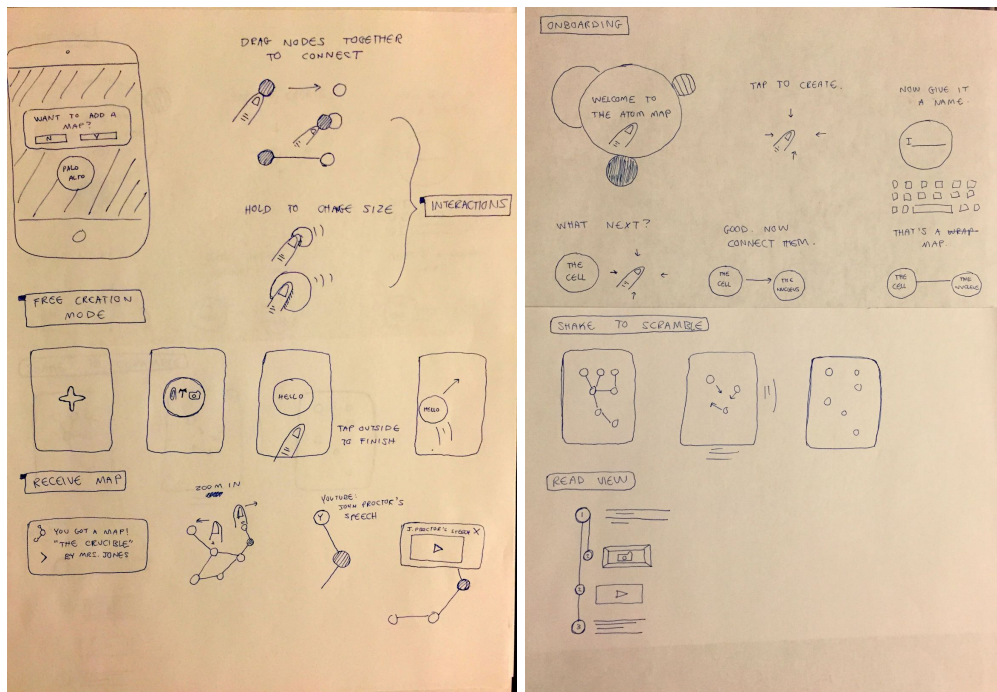 DRAG NODES TOGETHER
TO CONNECT
WANT TO ADD A
MAP?
N Y
PALO
ALTO
HOLD TO CHAGE SIZE
INTERACTIONS
FREE CREATION
MODE
HELLO
HELLO
TAP OUTSIDE
TO FINISH
RECEIVE MAP
YOU GOT A MAP!
"THE CRUCIBLE"
BY MRS. JONES
ZOOM IN
YOUTUBE:
JOHN PROCTOR'S
SPEECH
Y
J. PROCTOR'S SPEECH X
ONBOARDING
WELCOME TO
THE ATOM MAP
TAP TO CREATE.
NOW GIVE IT
A NAME.
I
WHAT NEXT?
THE
CELL
GOOD. NOW
CONNECT THEM.
THE
CELL
THE
NUCLEUS
THAT'S A WRAP
MAP.
THE
CELL
THE
SHAKE TO SCRAMBLE
READ VIEW
1
2
3